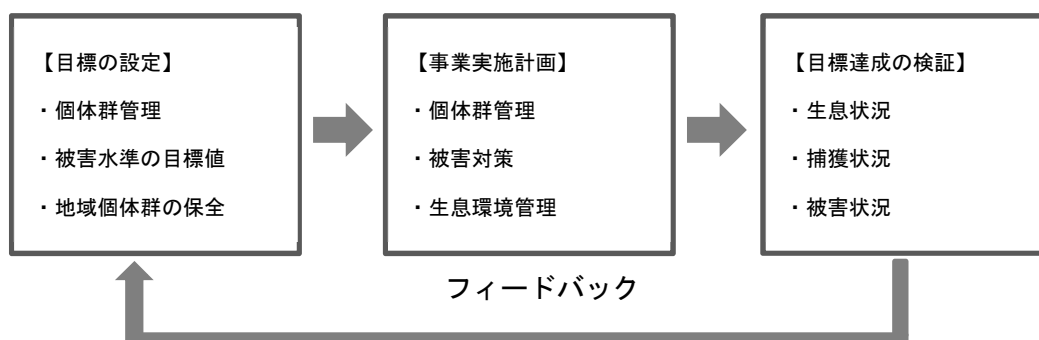 【目標の設定】
・個体群管理
・被害水準の目標値
・地域個体群の保全
【事業実施計画】
・個体群管理
・被害対策
・生息環境管理
【目標達成の検証】
・生息状況
・捕獲状況
・被害状況
フィードバック